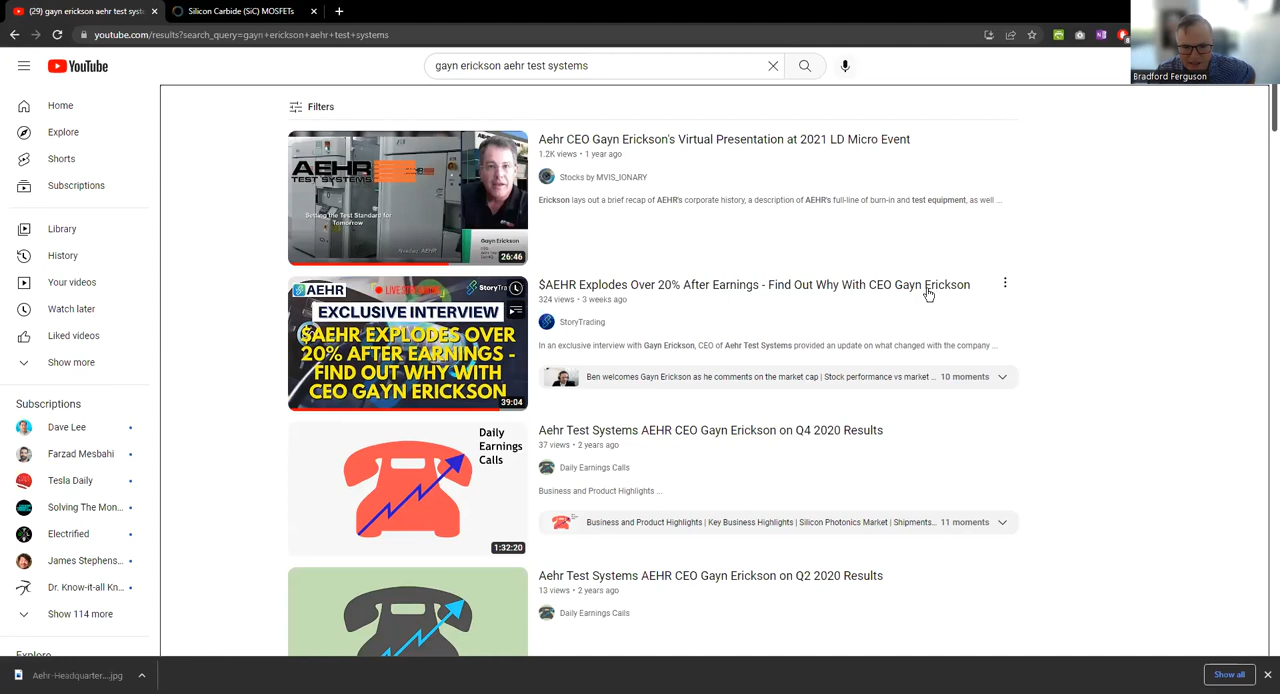 (29) gayn erickson aehr test syste
Silicon Carbide (SiC) MOSFETs
youtube.com/results?search_query=gayn+erickson+aehr+test+systems
Bradford Ferguson
YouTube
gayn erickson aehr test systems
Home
Explore
Shorts
Subscriptions
Library
History
Your videos
Watch later
Liked videos
Show more
Subscriptions
Dave Lee
Farzad Mesbahi
Tesla Daily
Solving The Mon...
Electrified
James Stephens...
Dr. Know-it-all Kn...
Show 114 more
Filters
AEHR
TEST SYSTEMS
Setting the Test Standard for
Tomorrow
Gayn Erickson
26:46
Aehr CEO Gayn Erickson's Virtual Presentation at 2021 LD Micro Event
1.2K views • 1 year ago
Stocks by MVIS_IONARY
Erickson lays out a brief recap of AEHR's corporate history, a description of AEHR's full-line of burn-in and test equipment, as well ...
AEHR
LIVE STREAM
StoryTra
EXCLUSIVE INTERVIEW
$AEHR EXPLODES OVER
20% AFTER EARNINGS -
FIND OUT WHY WITH
CEO GAYN ERICKSON
39:04
$AEHR Explodes Over 20% After Earnings - Find Out Why With CEO Gayn Erickson
324 views • 3 weeks ago
StoryTrading
In an exclusive interview with Gayn Erickson, CEO of Aehr Test Systems provided an update on what changed with the company ...
Ben welcomes Gayn Erickson as he comments on the market cap | Stock performance vs market ...
10 moments
Daily
Earnings
Calls
1:32:20
Aehr Test Systems AEHR CEO Gayn Erickson on Q4 2020 Results
37 views • 2 years ago
Daily Earnings Calls
Business and Product Highlights ...
Business and Product Highlights | Key Business Highlights | Silicon Photonics Market | Shipments...
11 moments
Aehr Test Systems AEHR CEO Gayn Erickson on Q2 2020 Results
13 views • 2 years ago
Daily Earnings Calls
Aehr-Headquarter....jpg
Show all